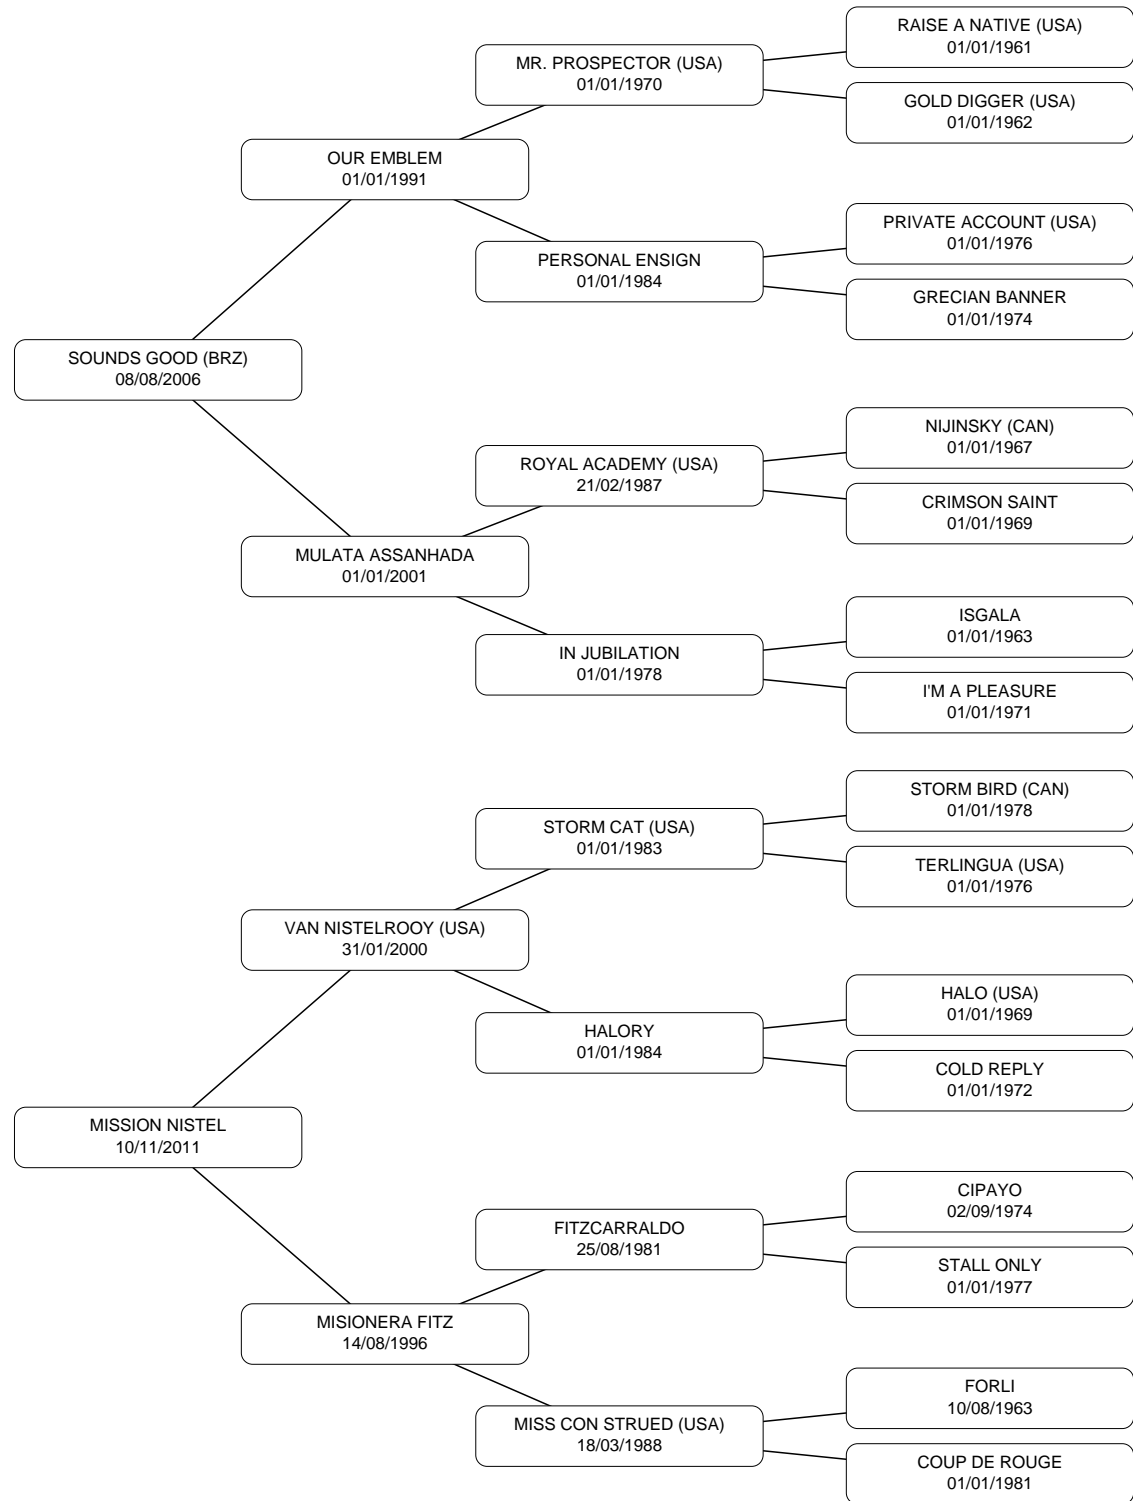 RAISE A NATIVE (USA)
01/01/1961
MR. PROSPECTOR (USA)
01/01/1970
GOLD DIGGER (USA)
01/01/1962
OUR EMBLEM
01/01/1991
PRIVATE ACCOUNT (USA)
01/01/1976
PERSONAL ENSIGN
01/01/1984
GRECIAN BANNER
01/01/1974
SOUNDS GOOD (BRZ)
08/08/2006
NIJINSKY (CAN)
01/01/1967
ROYAL ACADEMY (USA)
21/02/1987
CRIMSON SAINT
01/01/1969
MULATA ASSANHADA
01/01/2001
ISGALA
01/01/1963
IN JUBILATION
01/01/1978
I'M A PLEASURE
01/01/1971
STORM BIRD (CAN)
01/01/1978
STORM CAT (USA)
01/01/1983
TERLINGUA (USA)
01/01/1976
VAN NISTELROOY (USA)
31/01/2000
HALO (USA)
01/01/1969
HALORY
01/01/1984
COLD REPLY
01/01/1972
MISSION NISTEL
10/11/2011
CIPAYO
02/09/1974
FITZCARRALDO
25/08/1981
STALL ONLY
01/01/1977
MISIONERA FITZ
14/08/1996
FORLI
10/08/1963
MISS CON STRUED (USA)
18/03/1988
COUP DE ROUGE
01/01/1981